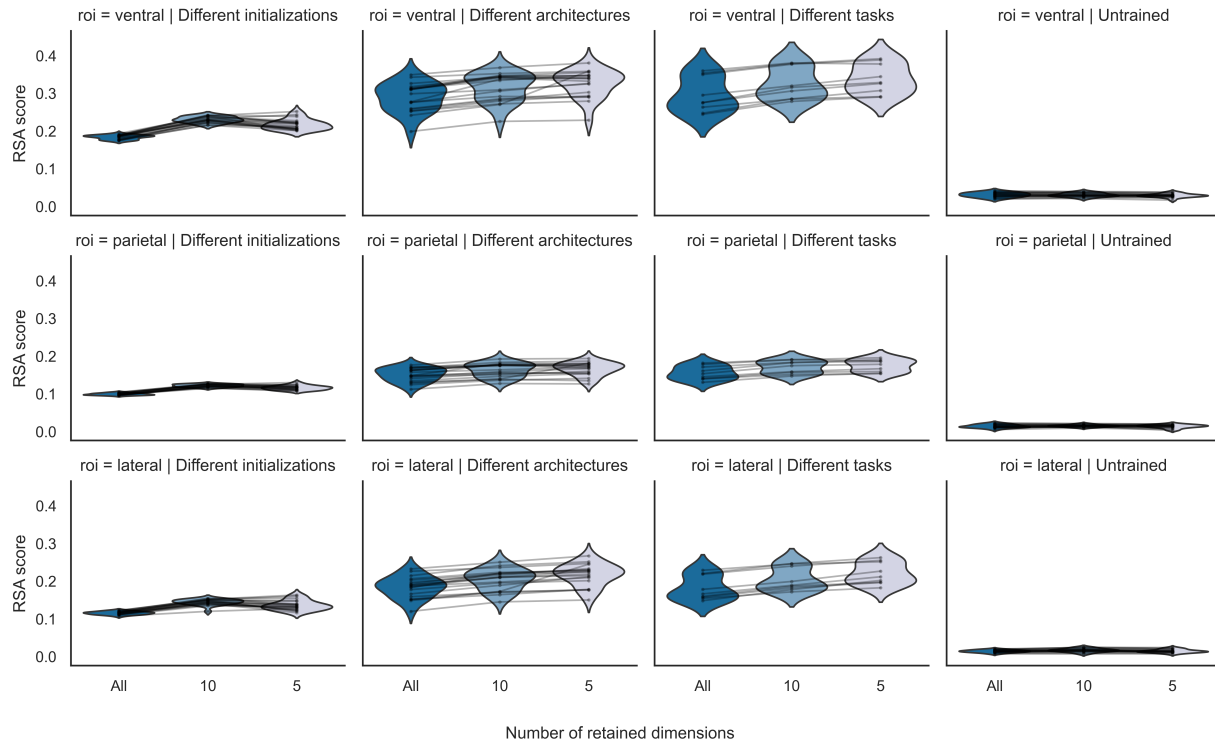 roi = ventral | Different initializations
roi = ventral | Different architectures
roi = ventral | Different tasks
roi = ventral | Untrained
RSA score
0.4
0.3
0.2
0.1
0.0
roi = parietal | Different initializations
roi = parietal | Different architectures
roi = parietal | Different tasks
roi = parietal | Untrained
RSA score
0.4
0.3
0.2
0.1
0.0
roi = lateral | Different initializations
roi = lateral | Different architectures
roi = lateral | Different tasks
roi = lateral | Untrained
RSA score
0.4
0.3
0.2
0.1
0.0
All 10 5
All 10 5
All 10 5
All 10 5
Number of retained dimensions